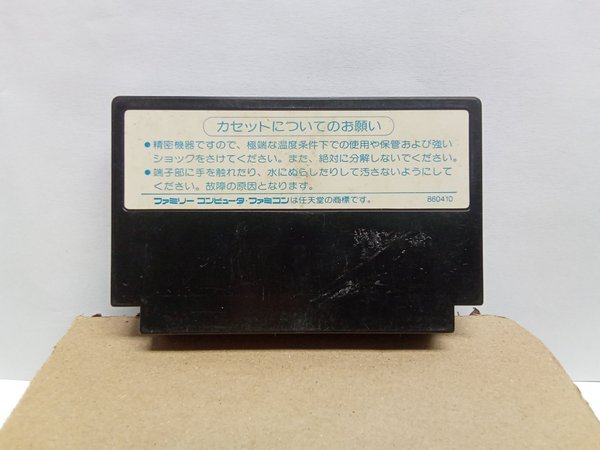 カセットについてのお願い
●精密機器ですので、極端な温度条件下での使用や保管および強い
ショックをさけてください。また、絶対に分解しないでください。
●端子部に手を触れたり、水にぬらしたりして汚さないようにして
ください。故障の原因となります。
ファミリー コンピュータ・ファミコンは任天堂の商標です。 860410